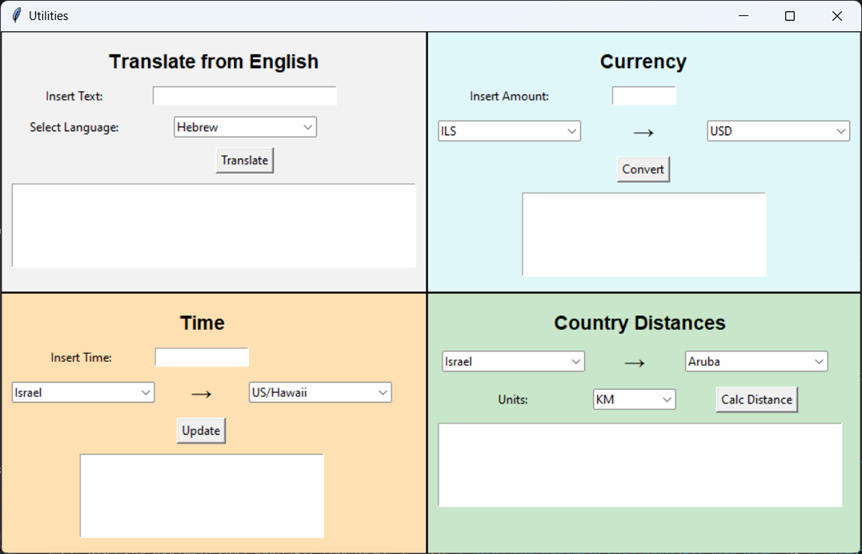 Utilities
Translate from English
Insert Text:
Select Language: Hebrew
Translate
Currency
Insert Amount:
ILS → USD
Convert
Time
Insert Time:
Israel → US/Hawaii
Update
Country Distances
Israel → Aruba
Units: KM Calc Distance